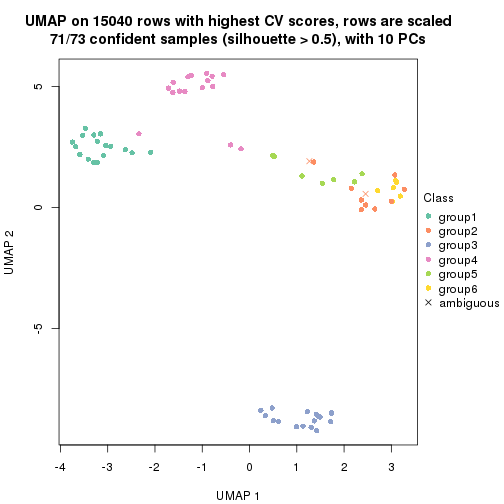 UMAP on 15040 rows with highest CV scores, rows are scaled
71/73 confident samples (silhouette > 0.5), with 10 PCs
UMAP 2
5
0
-5
-4
-3
-2
-1
0
1
2
3
UMAP 1
Class
group1
group2
group3
group4
group5
group6
ambiguous